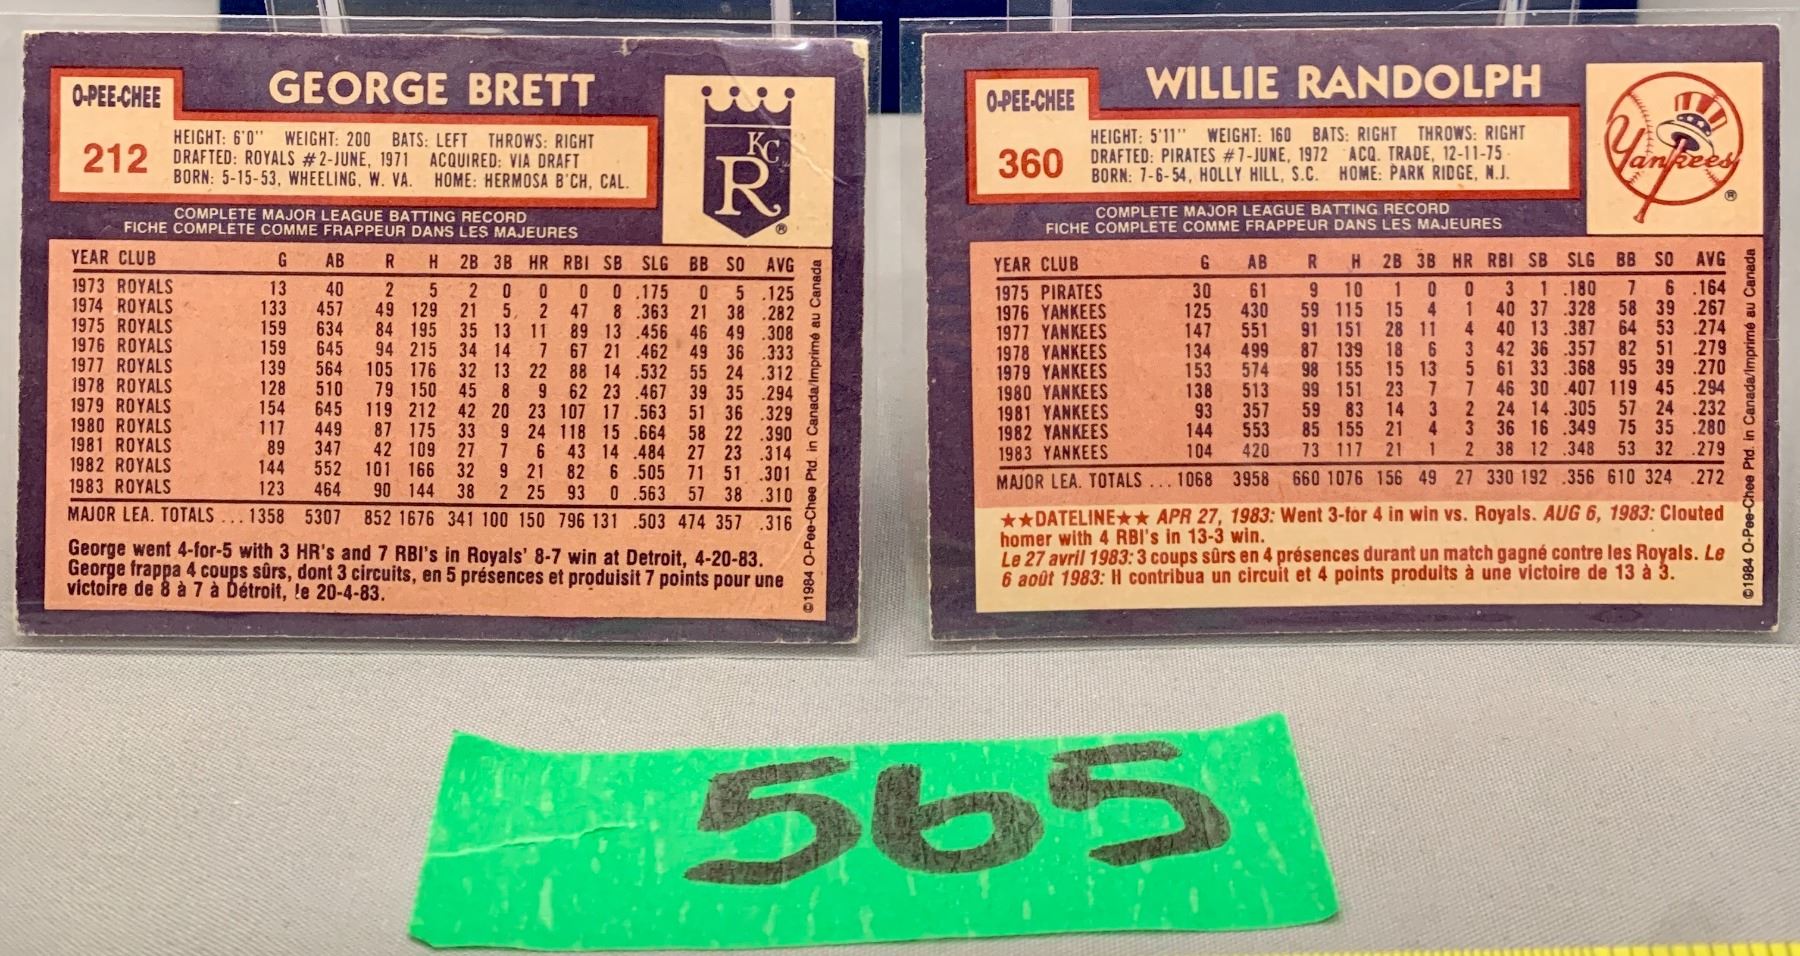 O-PEE-CHEE
GEORGE BRETT
212
HEIGHT: 6'0" WEIGHT: 200 BATS: LEFT THROWS: RIGHT
DRAFTED: ROYALS #2-JUNE, 1971 ACQUIRED: VIA DRAFT
BORN: 5-15-53, WHEELING, W. VA. HOME: HERMOSA B'CH, CAL.
KC
R
®
COMPLETE MAJOR LEAGUE BATTING RECORD
FICHE COMPLETE COMME FRAPPEUR DANS LES MAJEURES
YEAR CLUB G AB R H 2B 3B HR RBI SB SLG BB SO AVG
1973 ROYALS 13 40 2 5 2 0 0 0 0 .175 0 5 .125
1974 ROYALS 133 457 49 129 21 5 2 47 8 .363 21 38 .282
1975 ROYALS 159 634 84 195 35 13 11 89 13 .456 46 49 .308
1976 ROYALS 159 645 94 215 34 14 7 67 21 .462 49 36 .333
1977 ROYALS 139 564 105 176 32 13 22 88 14 .532 55 24 .312
1978 ROYALS 128 510 79 150 45 8 9 62 23 .467 39 35 .294
1979 ROYALS 154 645 119 212 42 20 23 107 17 .563 51 36 .329
1980 ROYALS 117 449 87 175 33 9 24 118 15 .664 58 22 .390
1981 ROYALS 89 347 42 109 27 7 6 43 14 .484 27 23 .314
1982 ROYALS 144 552 101 166 32 9 21 82 6 .505 71 51 .301
1983 ROYALS 123 464 90 144 38 2 25 93 0 .563 57 38 .310
MAJOR LEA. TOTALS ... 1358 5307 852 1676 341 100 150 796 131 .503 474 357 .316
George went 4-for-5 with 3 HR's and 7 RBI's in Royals' 8-7 win at Detroit, 4-20-83.
George frappa 4 coups sûrs, dont 3 circuits, en 5 présences et produisit 7 points pour une
victoire de 8 à 7 à Détroit, le 20-4-83.
©1984 O-Pee-Chee Ptd. in Canada/Imprimé au Canada
O-PEE-CHEE
WILLIE RANDOLPH
360
HEIGHT: 5'11" WEIGHT: 160 BATS: RIGHT THROWS: RIGHT
DRAFTED: PIRATES #7-JUNE, 1972 ACQ. TRADE, 12-11-75
BORN: 7-6-54, HOLLY HILL, S.C. HOME: PARK RIDGE, N.J.
Yankees
®
COMPLETE MAJOR LEAGUE BATTING RECORD
FICHE COMPLETE COMME FRAPPEUR DANS LES MAJEURES
YEAR CLUB G AB R H 2B 3B HR RBI SB SLG BB SO AVG
1975 PIRATES 30 61 9 10 1 0 0 3 1 .180 7 6 .164
1976 YANKEES 125 430 59 115 15 4 1 40 37 .328 58 39 .267
1977 YANKEES 147 551 91 151 28 11 4 40 13 .387 64 53 .274
1978 YANKEES 134 499 87 139 18 6 3 42 36 .357 82 51 .279
1979 YANKEES 153 574 98 155 15 13 5 61 33 .368 95 39 .270
1980 YANKEES 138 513 99 151 23 7 7 46 30 .407 119 45 .294
1981 YANKEES 93 357 59 83 14 3 2 24 14 .305 57 24 .232
1982 YANKEES 144 553 85 155 21 4 3 36 16 .349 75 35 .280
1983 YANKEES 104 420 73 117 21 1 2 38 12 .348 53 32 .279
MAJOR LEA. TOTALS ... 1068 3958 660 1076 156 49 27 330 192 .356 610 324 .272
★★DATELINE★★ APR 27, 1983: Went 3-for 4 in win vs. Royals. AUG 6, 1983: Clouted
homer with 4 RBI's in 13-3 win.
Le 27 avril 1983: 3 coups sûrs en 4 présences durant un match gagné contre les Royals. Le
6 août 1983: Il contribua un circuit et 4 points produits à une victoire de 13 à 3.
©1984 O-Pee-Chee Ptd. in Canada/Imprimé au Canada
565